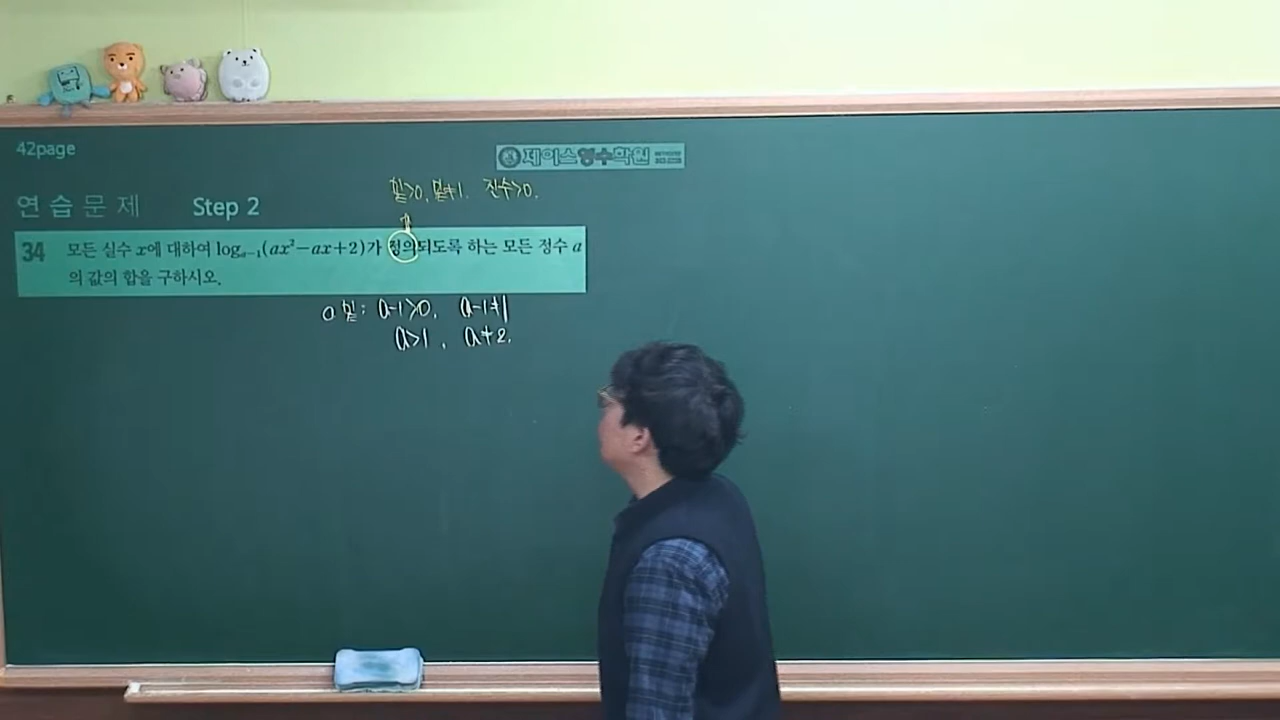 42page
제이스영수학원
밑>0, 밑≠1. 진수>0.
연습문제 Step 2
34 모든 실수 x에 대하여 logₐ₋₁(ax²－ax＋2)가 정의되도록 하는 모든 정수 a
의 값의 합을 구하시오.
○ 밑: a-1>0, a-1≠1
a>1, a≠2.